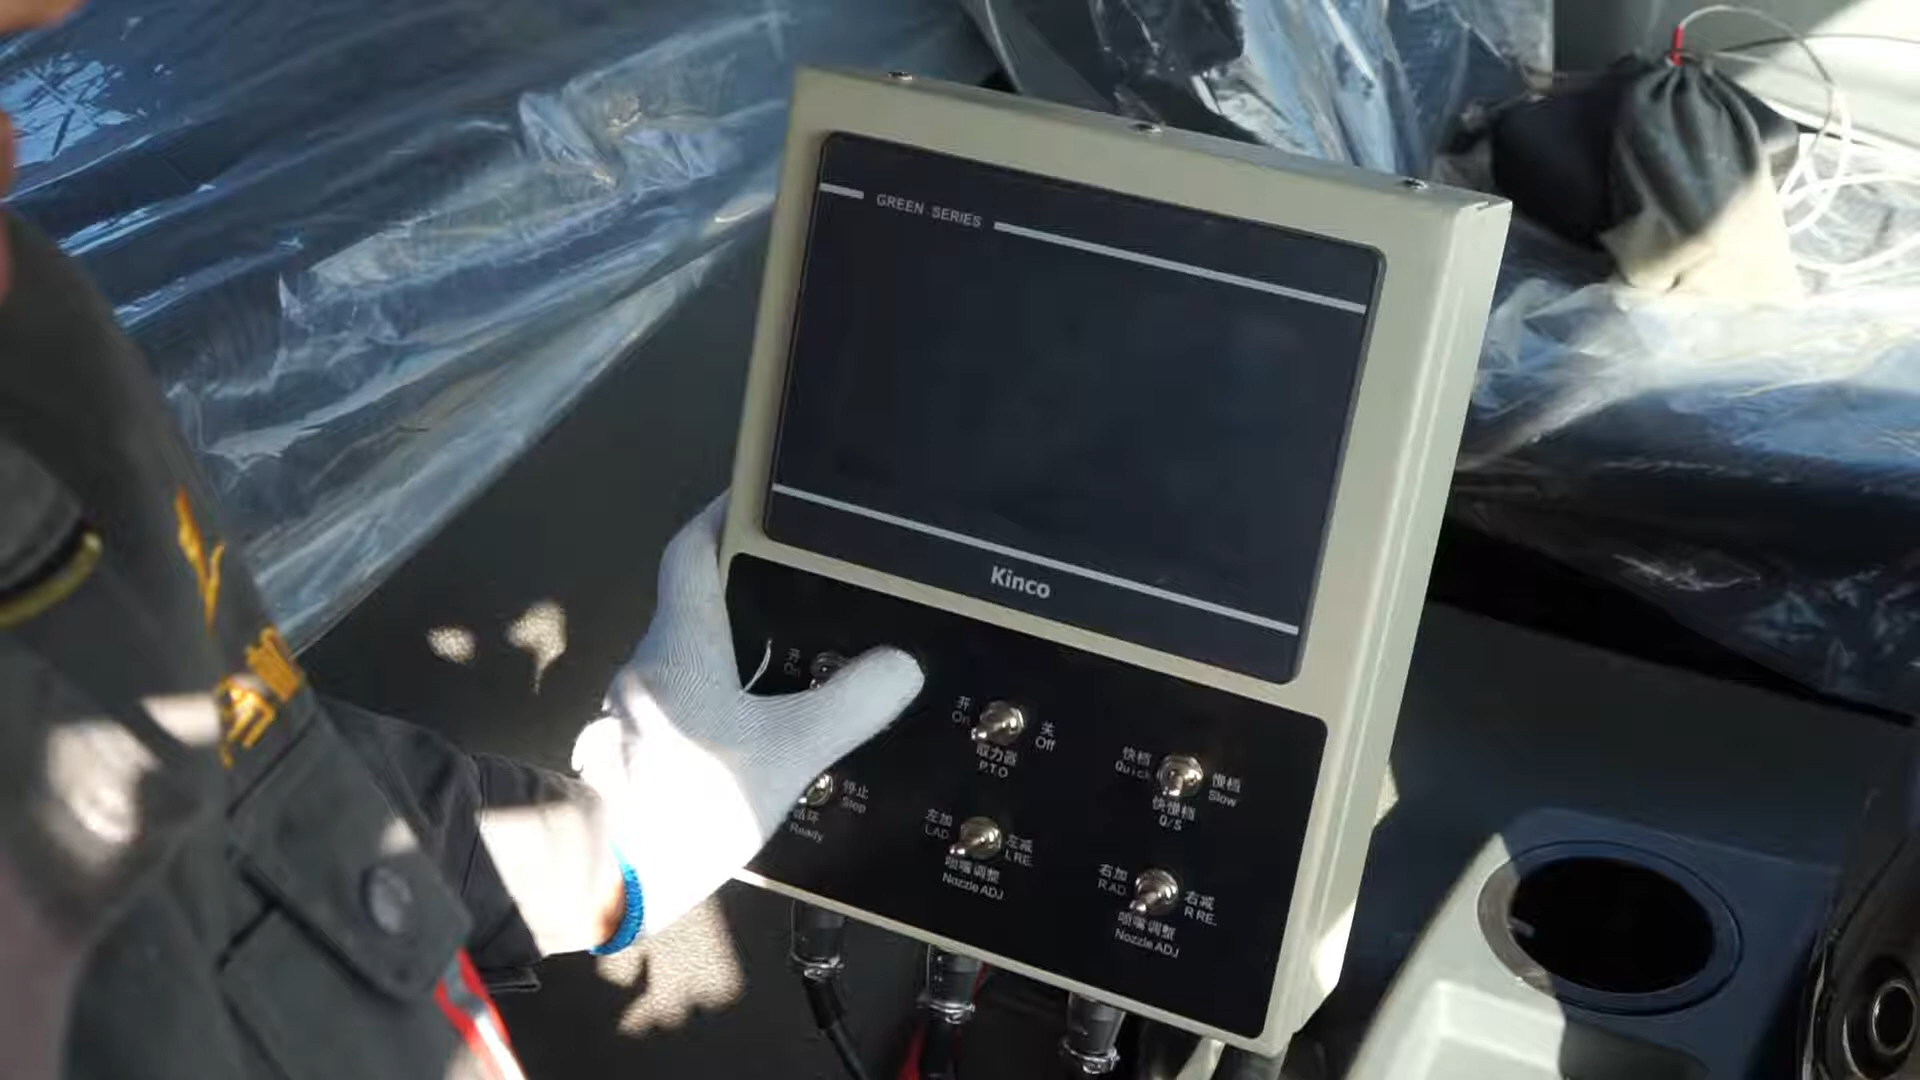 GREEN SERIES
Kinco
开
On
开
On
关
Off
取力器
P.T.O
快档
Quick
慢档
Slow
快慢档
Q/S
停止
Stop
Ready
左加
L AD.
左减
L RE.
喷嘴调整
Nozzle ADJ
右加
R AD.
右减
R RE.
喷嘴调整
Nozzle ADJ